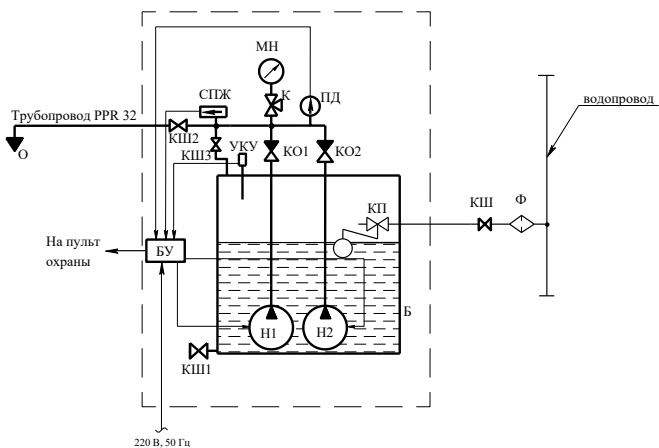 МН
СПЖ
К
ПД
водопровод
Трубопровод PPR 32
КШ2
О
КШ3
УКУ
КО1
КО2
КП
КШ
Ф
На пульт
охраны
БУ
Б
Н1
Н2
КШ1
220 В, 50 Гц